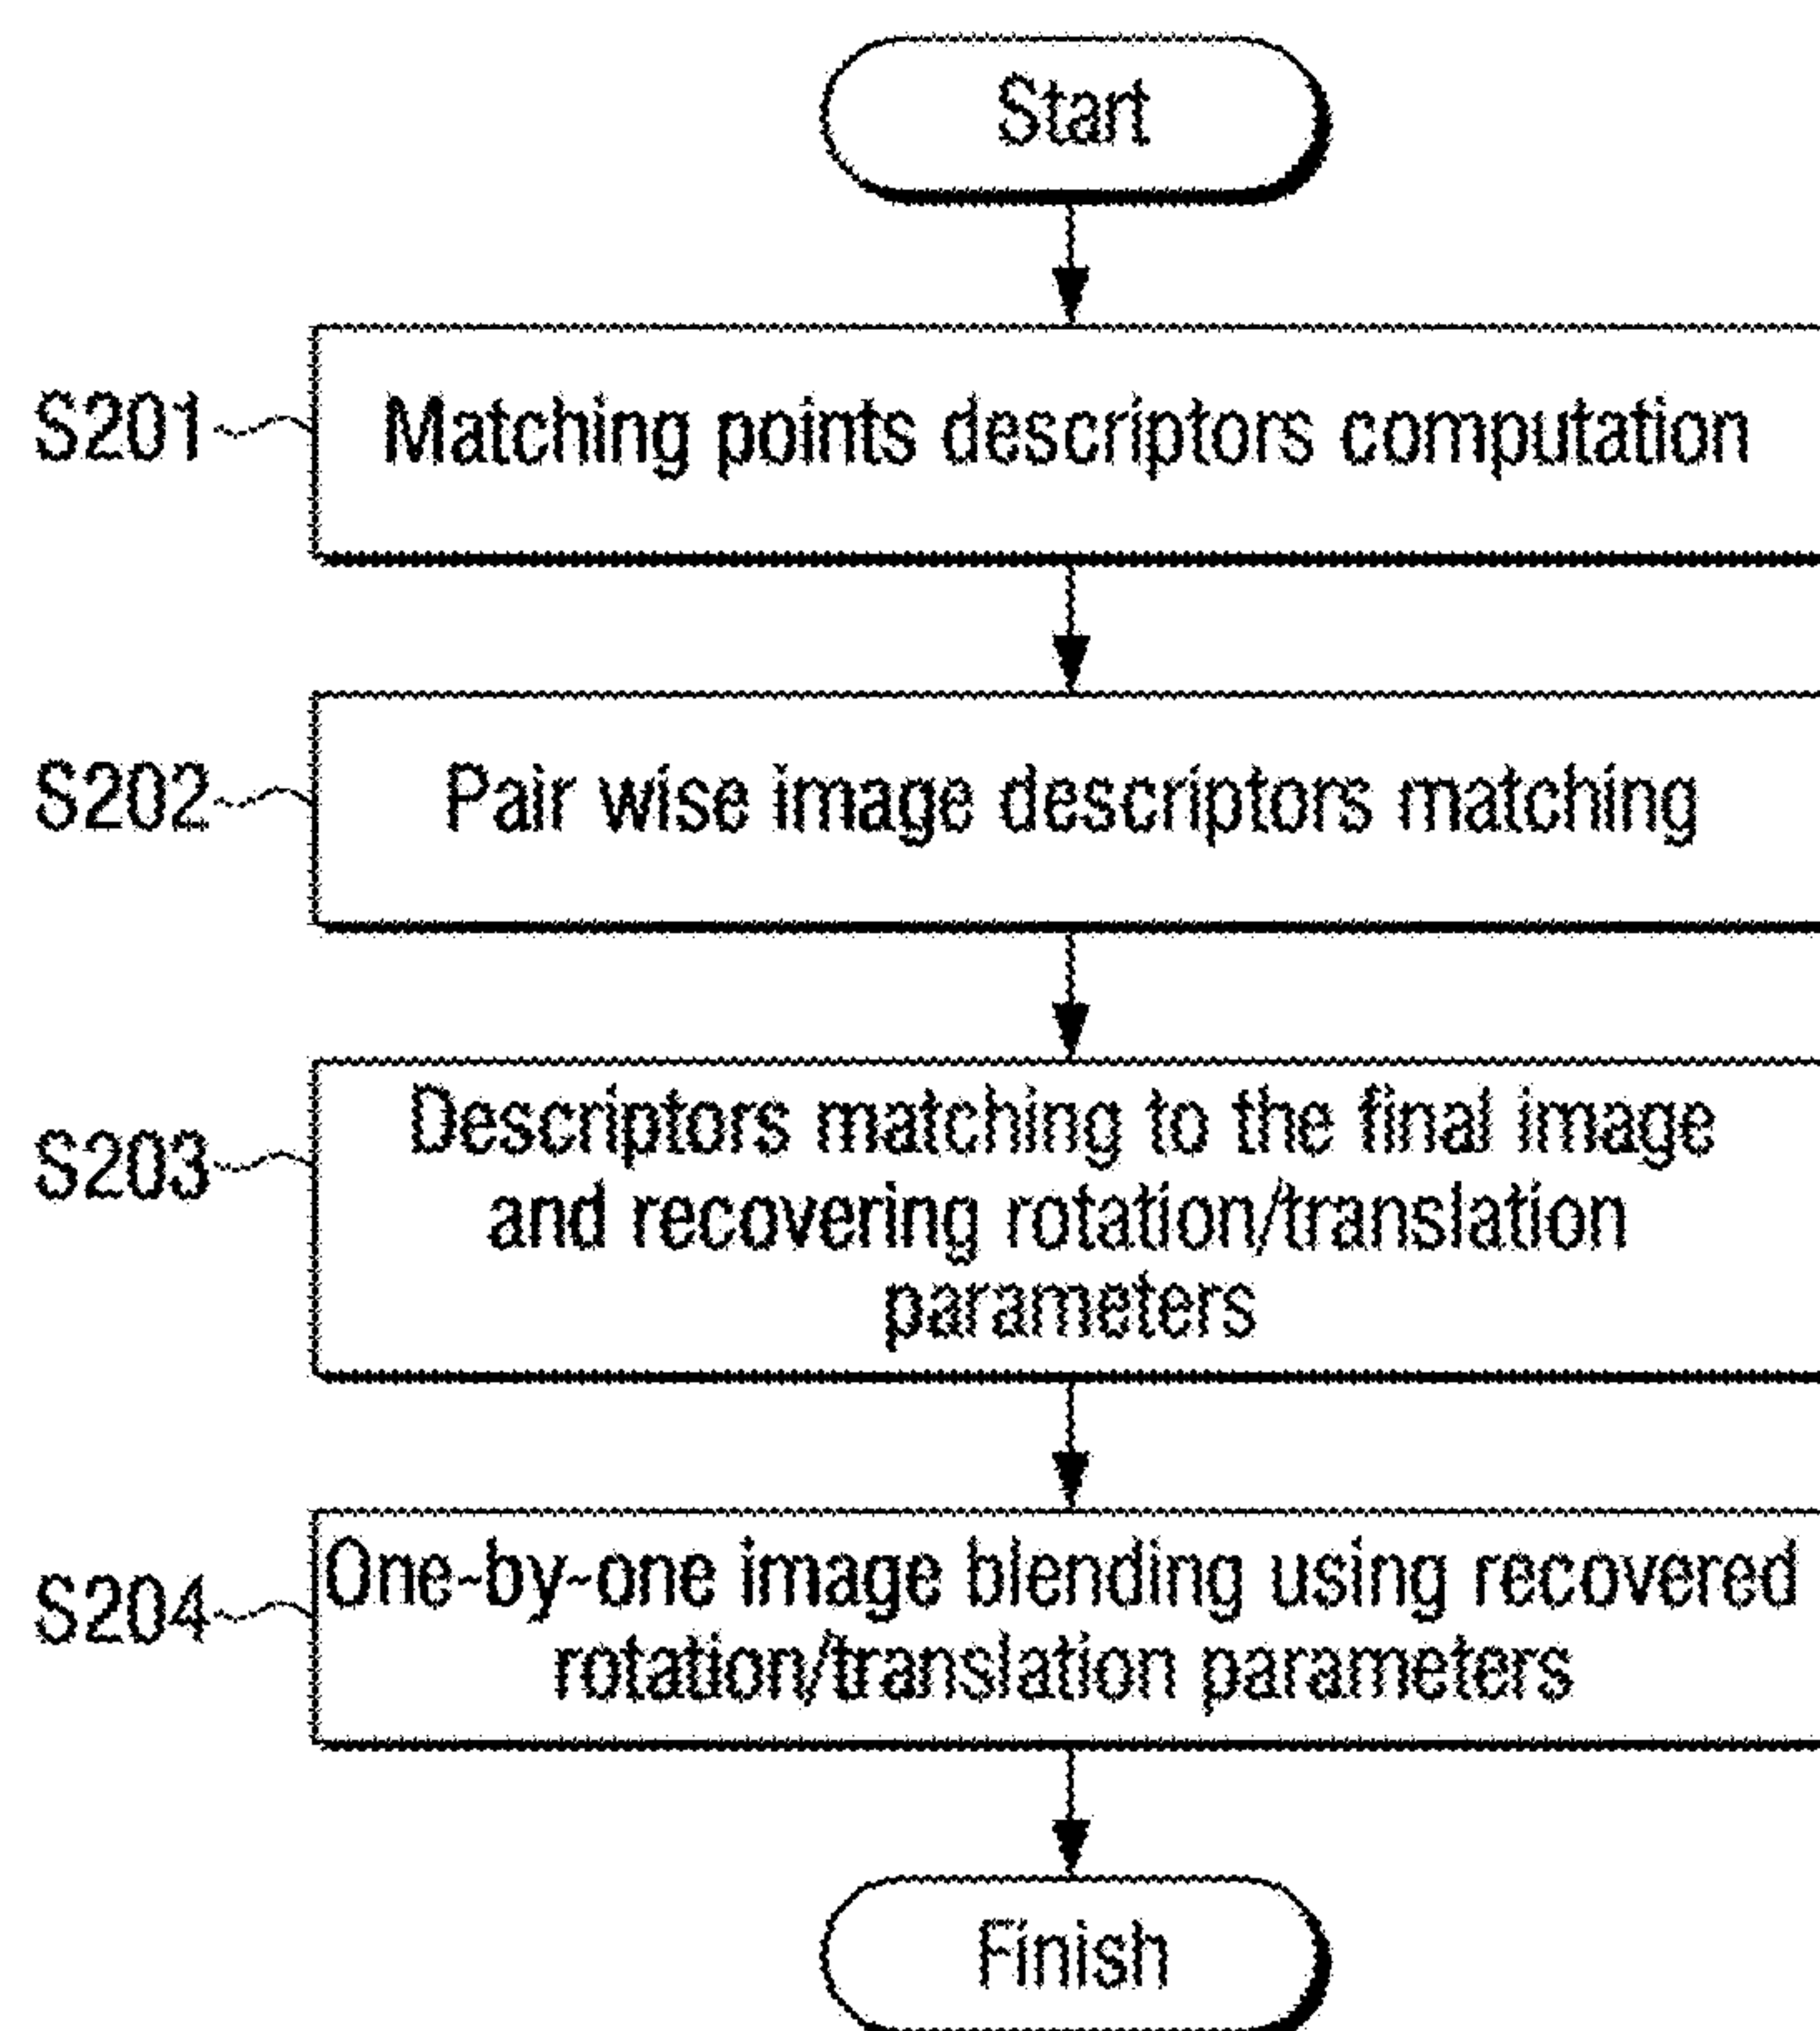 Start
S201
Matching points descriptors computation
S202
Pair wise image descriptors matching
S203
Descriptors matching to the final image
and recovering rotation/translation
parameters
S204
One-by-one image blending using recovered
rotation/translation parameters
Finish